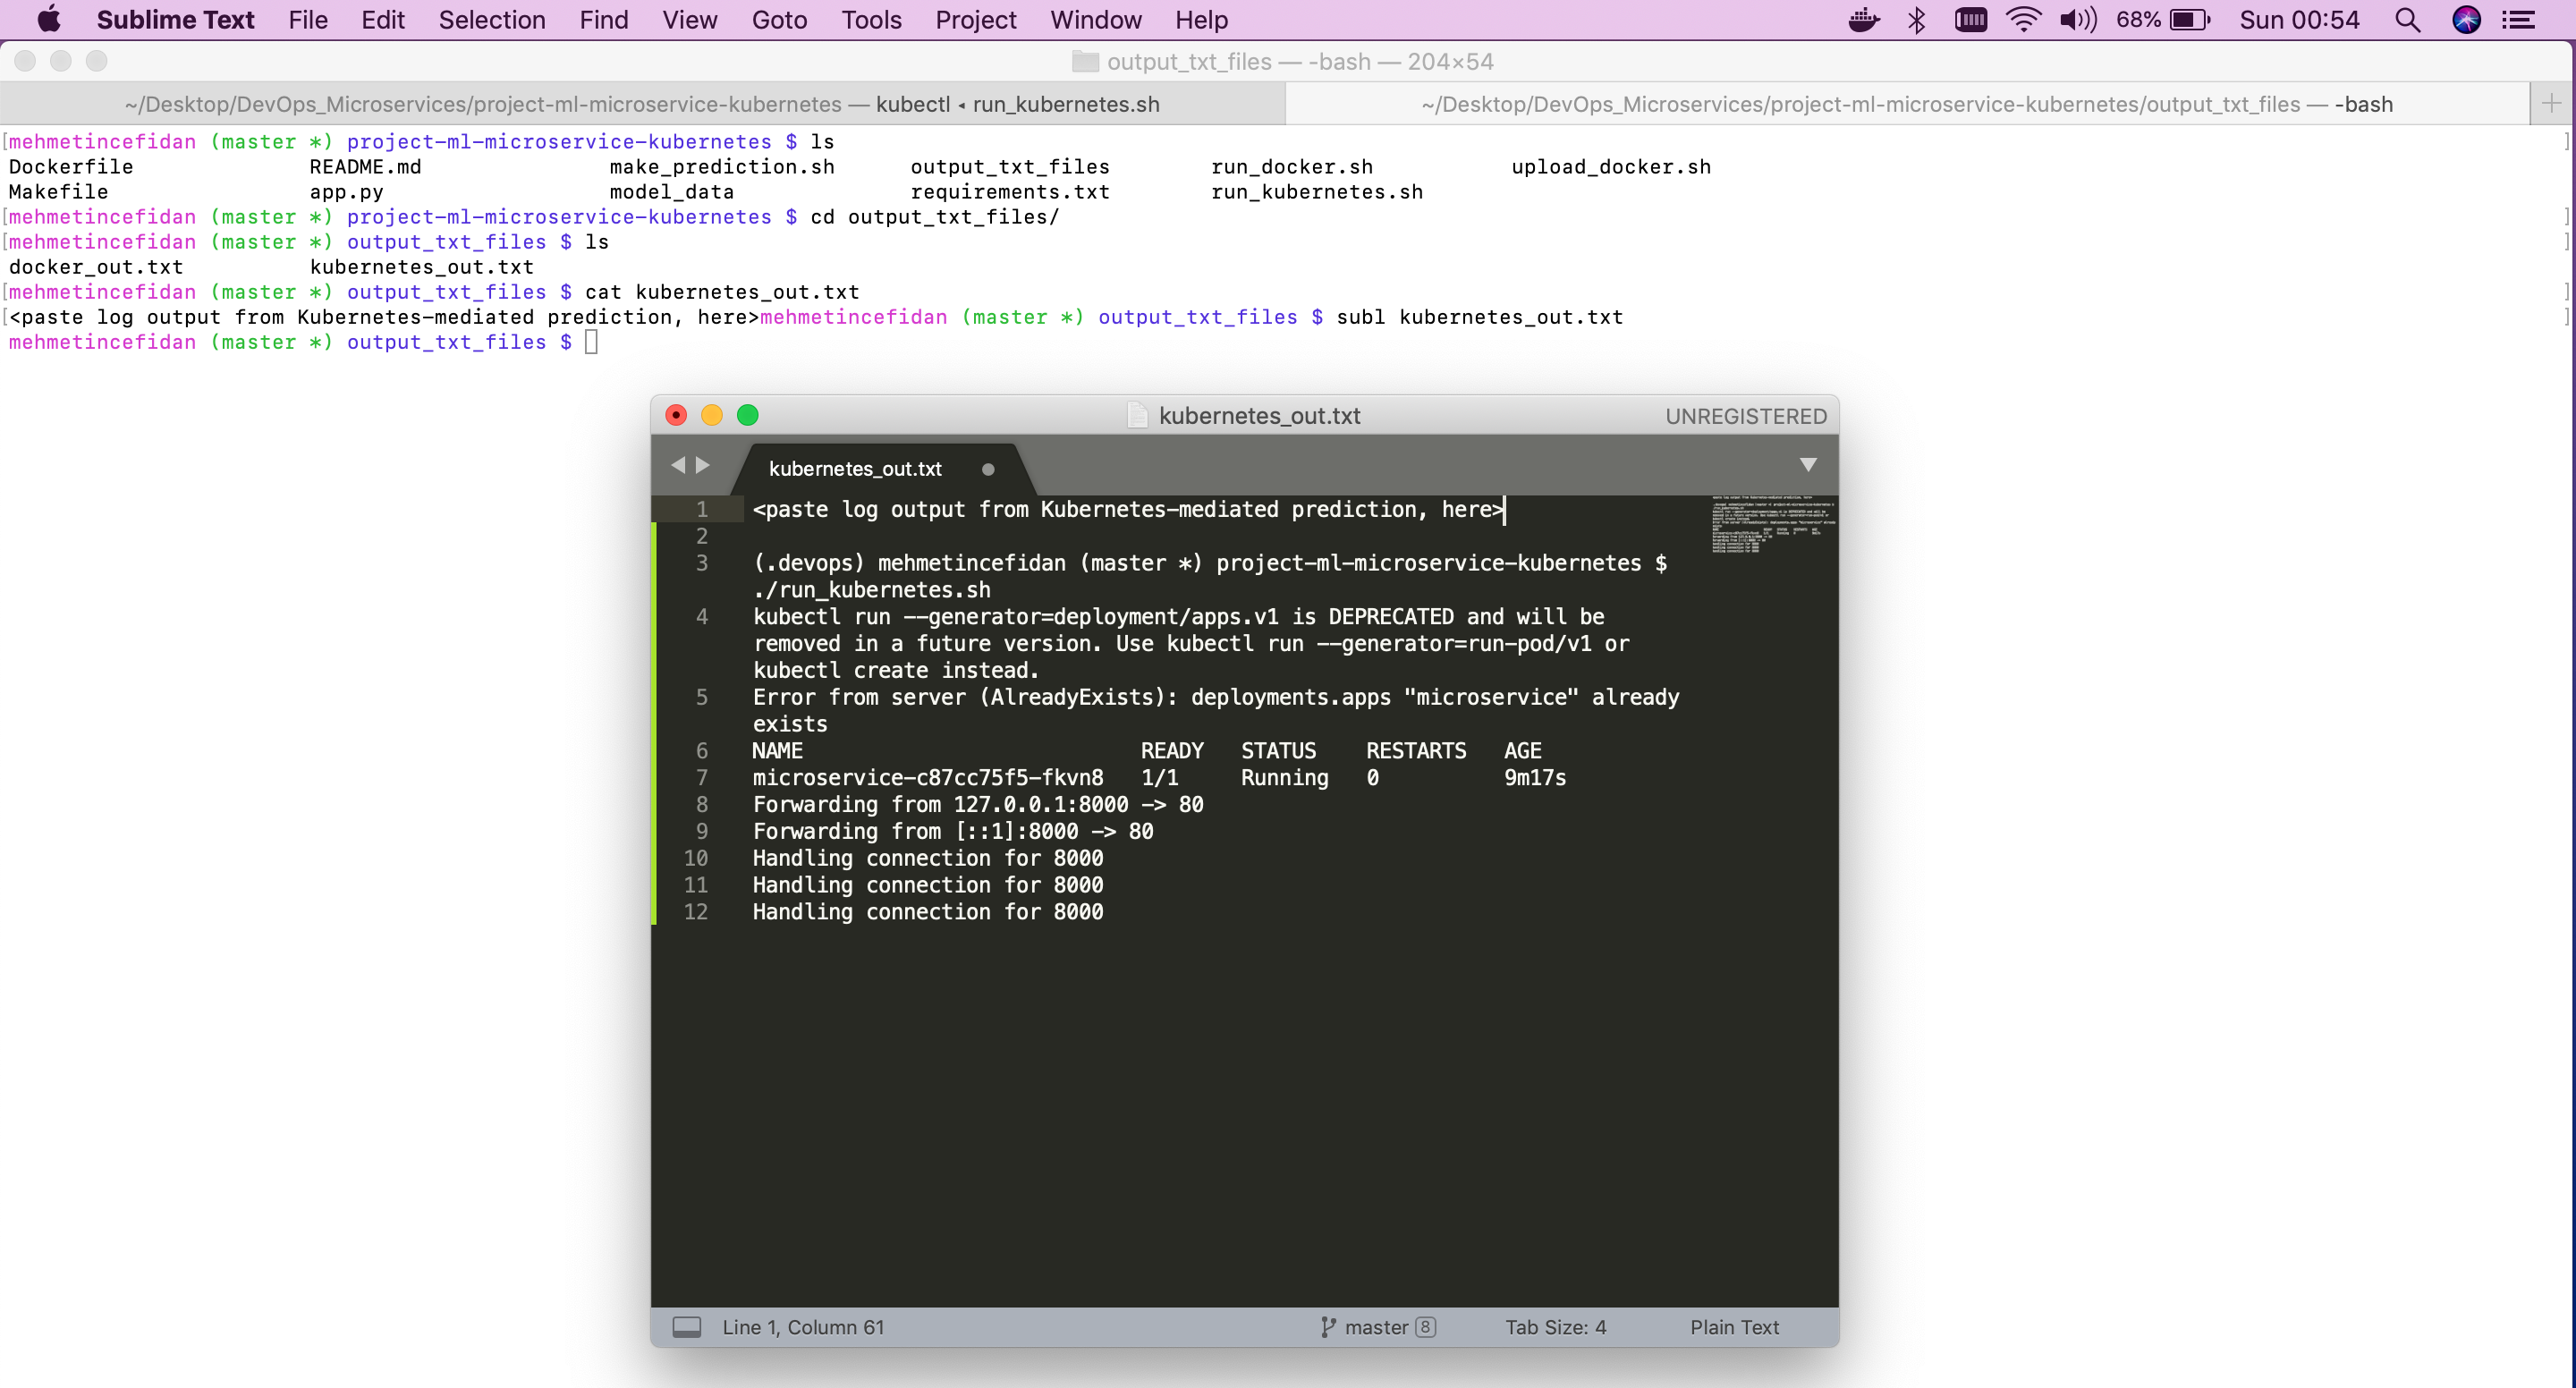 Sublime Text File Edit Selection Find View Goto Tools Project Window Help 68% Sun 00:54
output_txt_files — -bash — 204×54
~/Desktop/DevOps_Microservices/project-ml-microservice-kubernetes — kubectl ◂ run_kubernetes.sh ~/Desktop/DevOps_Microservices/project-ml-microservice-kubernetes/output_txt_files — -bash +
[mehmetincefidan (master *) project-ml-microservice-kubernetes $ ls ]
Dockerfile README.md make_prediction.sh output_txt_files run_docker.sh upload_docker.sh
Makefile app.py model_data requirements.txt run_kubernetes.sh
[mehmetincefidan (master *) project-ml-microservice-kubernetes $ cd output_txt_files/ ]
[mehmetincefidan (master *) output_txt_files $ ls ]
docker_out.txt kubernetes_out.txt
[mehmetincefidan (master *) output_txt_files $ cat kubernetes_out.txt ]
[<paste log output from Kubernetes-mediated prediction, here>mehmetincefidan (master *) output_txt_files $ subl kubernetes_out.txt ]
mehmetincefidan (master *) output_txt_files $
kubernetes_out.txt UNREGISTERED
kubernetes_out.txt
1 <paste log output from Kubernetes-mediated prediction, here>
2
3 (.devops) mehmetincefidan (master *) project-ml-microservice-kubernetes $
./run_kubernetes.sh
4 kubectl run --generator=deployment/apps.v1 is DEPRECATED and will be
removed in a future version. Use kubectl run --generator=run-pod/v1 or
kubectl create instead.
5 Error from server (AlreadyExists): deployments.apps "microservice" already
exists
6 NAME READY STATUS RESTARTS AGE
7 microservice-c87cc75f5-fkvn8 1/1 Running 0 9m17s
8 Forwarding from 127.0.0.1:8000 -> 80
9 Forwarding from [::1]:8000 -> 80
10 Handling connection for 8000
11 Handling connection for 8000
12 Handling connection for 8000
Line 1, Column 61 master 8 Tab Size: 4 Plain Text